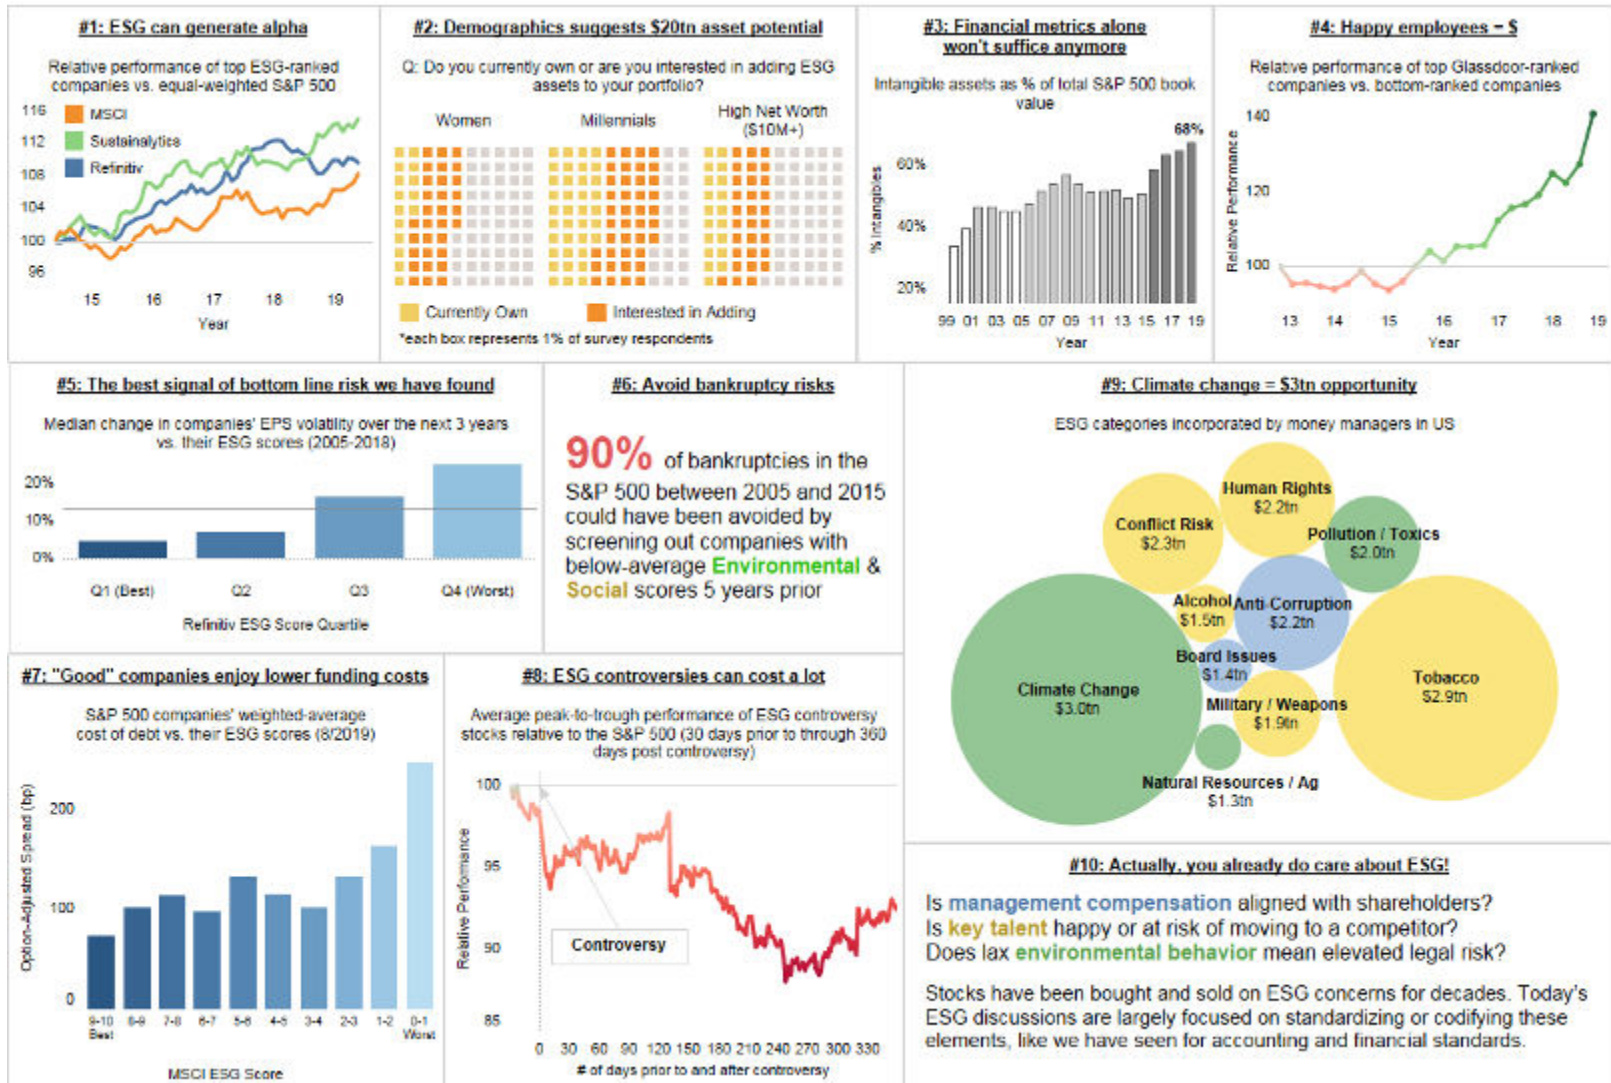 #1: ESG can generate alpha
Relative performance of top ESG-ranked
companies vs. equal-weighted S&P 500
MSCI
Sustainalytics
Refinitiv
116
112
108
104
100
96
15 16 17 18 19
Year
#2: Demographics suggests $20tn asset potential
Q: Do you currently own or are you interested in adding ESG
assets to your portfolio?
Women
Millennials
High Net Worth
($10M+)
Currently Own
Interested in Adding
*each box represents 1% of survey respondents
#3: Financial metrics alone
won't suffice anymore
Intangible assets as % of total S&P 500 book
value
68%
% Intangibles
60%
40%
20%
99 01 03 05 07 09 11 13 15 17 19
Year
#4: Happy employees = $
Relative performance of top Glassdoor-ranked
companies vs. bottom-ranked companies
Relative Performance
140
120
100
13 14 15 16 17 18 19
Year
#5: The best signal of bottom line risk we have found
Median change in companies' EPS volatility over the next 3 years
vs. their ESG scores (2005-2018)
20%
10%
0%
Q1 (Best) Q2 Q3 Q4 (Worst)
Refinitiv ESG Score Quartile
#6: Avoid bankruptcy risks
90% of bankruptcies in the
S&P 500 between 2005 and 2015
could have been avoided by
screening out companies with
below-average Environmental &
Social scores 5 years prior
#7: "Good" companies enjoy lower funding costs
S&P 500 companies' weighted-average
cost of debt vs. their ESG scores (8/2019)
Option-Adjusted Spread (bp)
200
100
0
9-10 8-9 7-8 6-7 5-6 4-5 3-4 2-3 1-2 0-1
Best Worst
MSCI ESG Score
#8: ESG controversies can cost a lot
Average peak-to-trough performance of ESG controversy
stocks relative to the S&P 500 (30 days prior to through 360
days post controversy)
Relative Performance
100
95
90
85
Controversy
0 30 60 90 120 150 180 210 240 270 300 330
# of days prior to and after controversy
#9: Climate change = $3tn opportunity
ESG categories incorporated by money managers in US
Human Rights
$2.2tn
Conflict Risk
$2.3tn
Pollution / Toxics
$2.0tn
Alcohol
$1.5tn
Anti-Corruption
$2.2tn
Board Issues
$1.4tn
Climate Change
$3.0tn
Tobacco
$2.9tn
Military / Weapons
$1.9tn
Natural Resources / Ag
$1.3tn
#10: Actually, you already do care about ESG!
Is management compensation aligned with shareholders?
Is key talent happy or at risk of moving to a competitor?
Does lax environmental behavior mean elevated legal risk?
Stocks have been bought and sold on ESG concerns for decades. Today's
ESG discussions are largely focused on standardizing or codifying these
elements, like we have seen for accounting and financial standards.